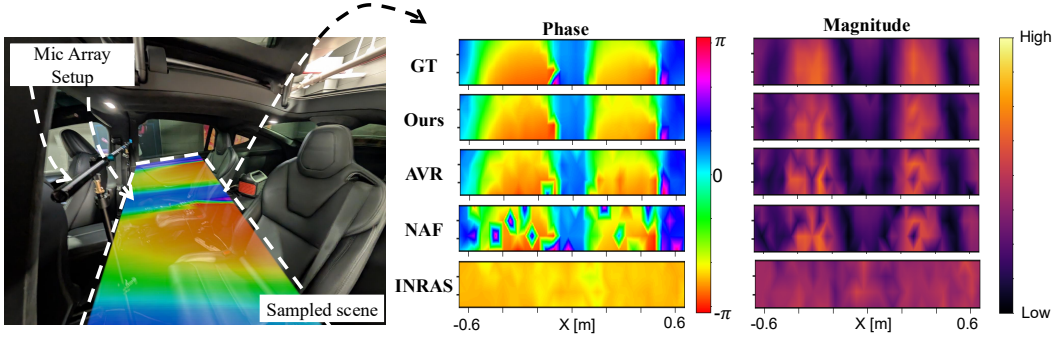 Mic Array
Setup
Sampled scene
Phase
Magnitude
GT
Ours
AVR
NAF
INRAS
π
0
-π
High
Low
-0.6
X [m]
0.6
-0.6
X [m]
0.6